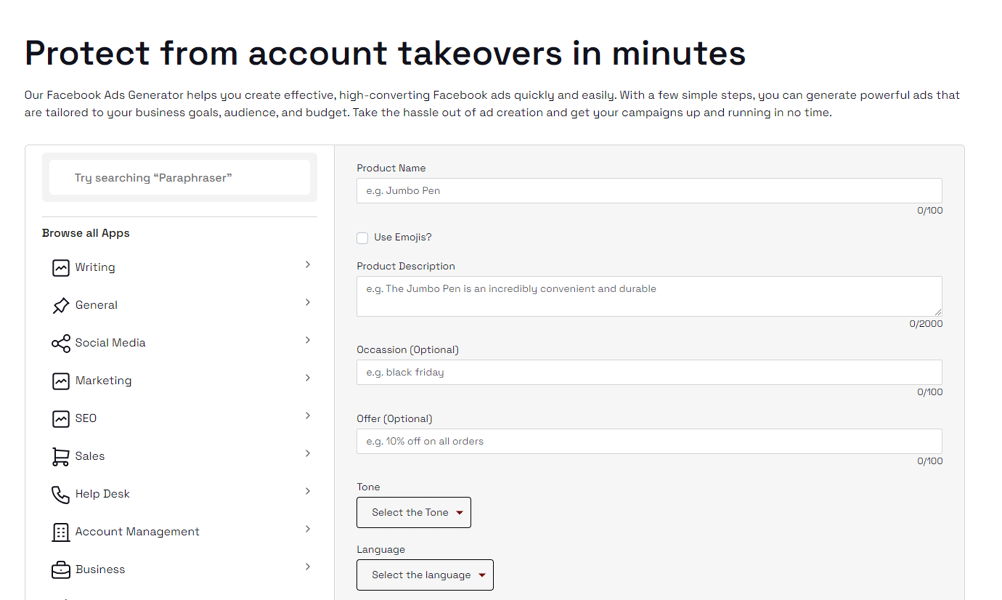 Protect from account takeovers in minutes
Our Facebook Ads Generator helps you create effective, high-converting Facebook ads quickly and easily. With a few simple steps, you can generate powerful ads that
are tailored to your business goals, audience, and budget. Take the hassle out of ad creation and get your campaigns up and running in no time.
Try searching “Paraphraser”
Browse all Apps
Writing
General
Social Media
Marketing
SEO
Sales
Help Desk
Account Management
Business
Product Name
e.g. Jumbo Pen
0/100
Use Emojis?
Product Description
e.g. The Jumbo Pen is an incredibly convenient and durable
0/2000
Occassion (Optional)
e.g. black friday
0/100
Offer (Optional)
e.g. 10% off on all orders
0/100
Tone
Select the Tone
Language
Select the language